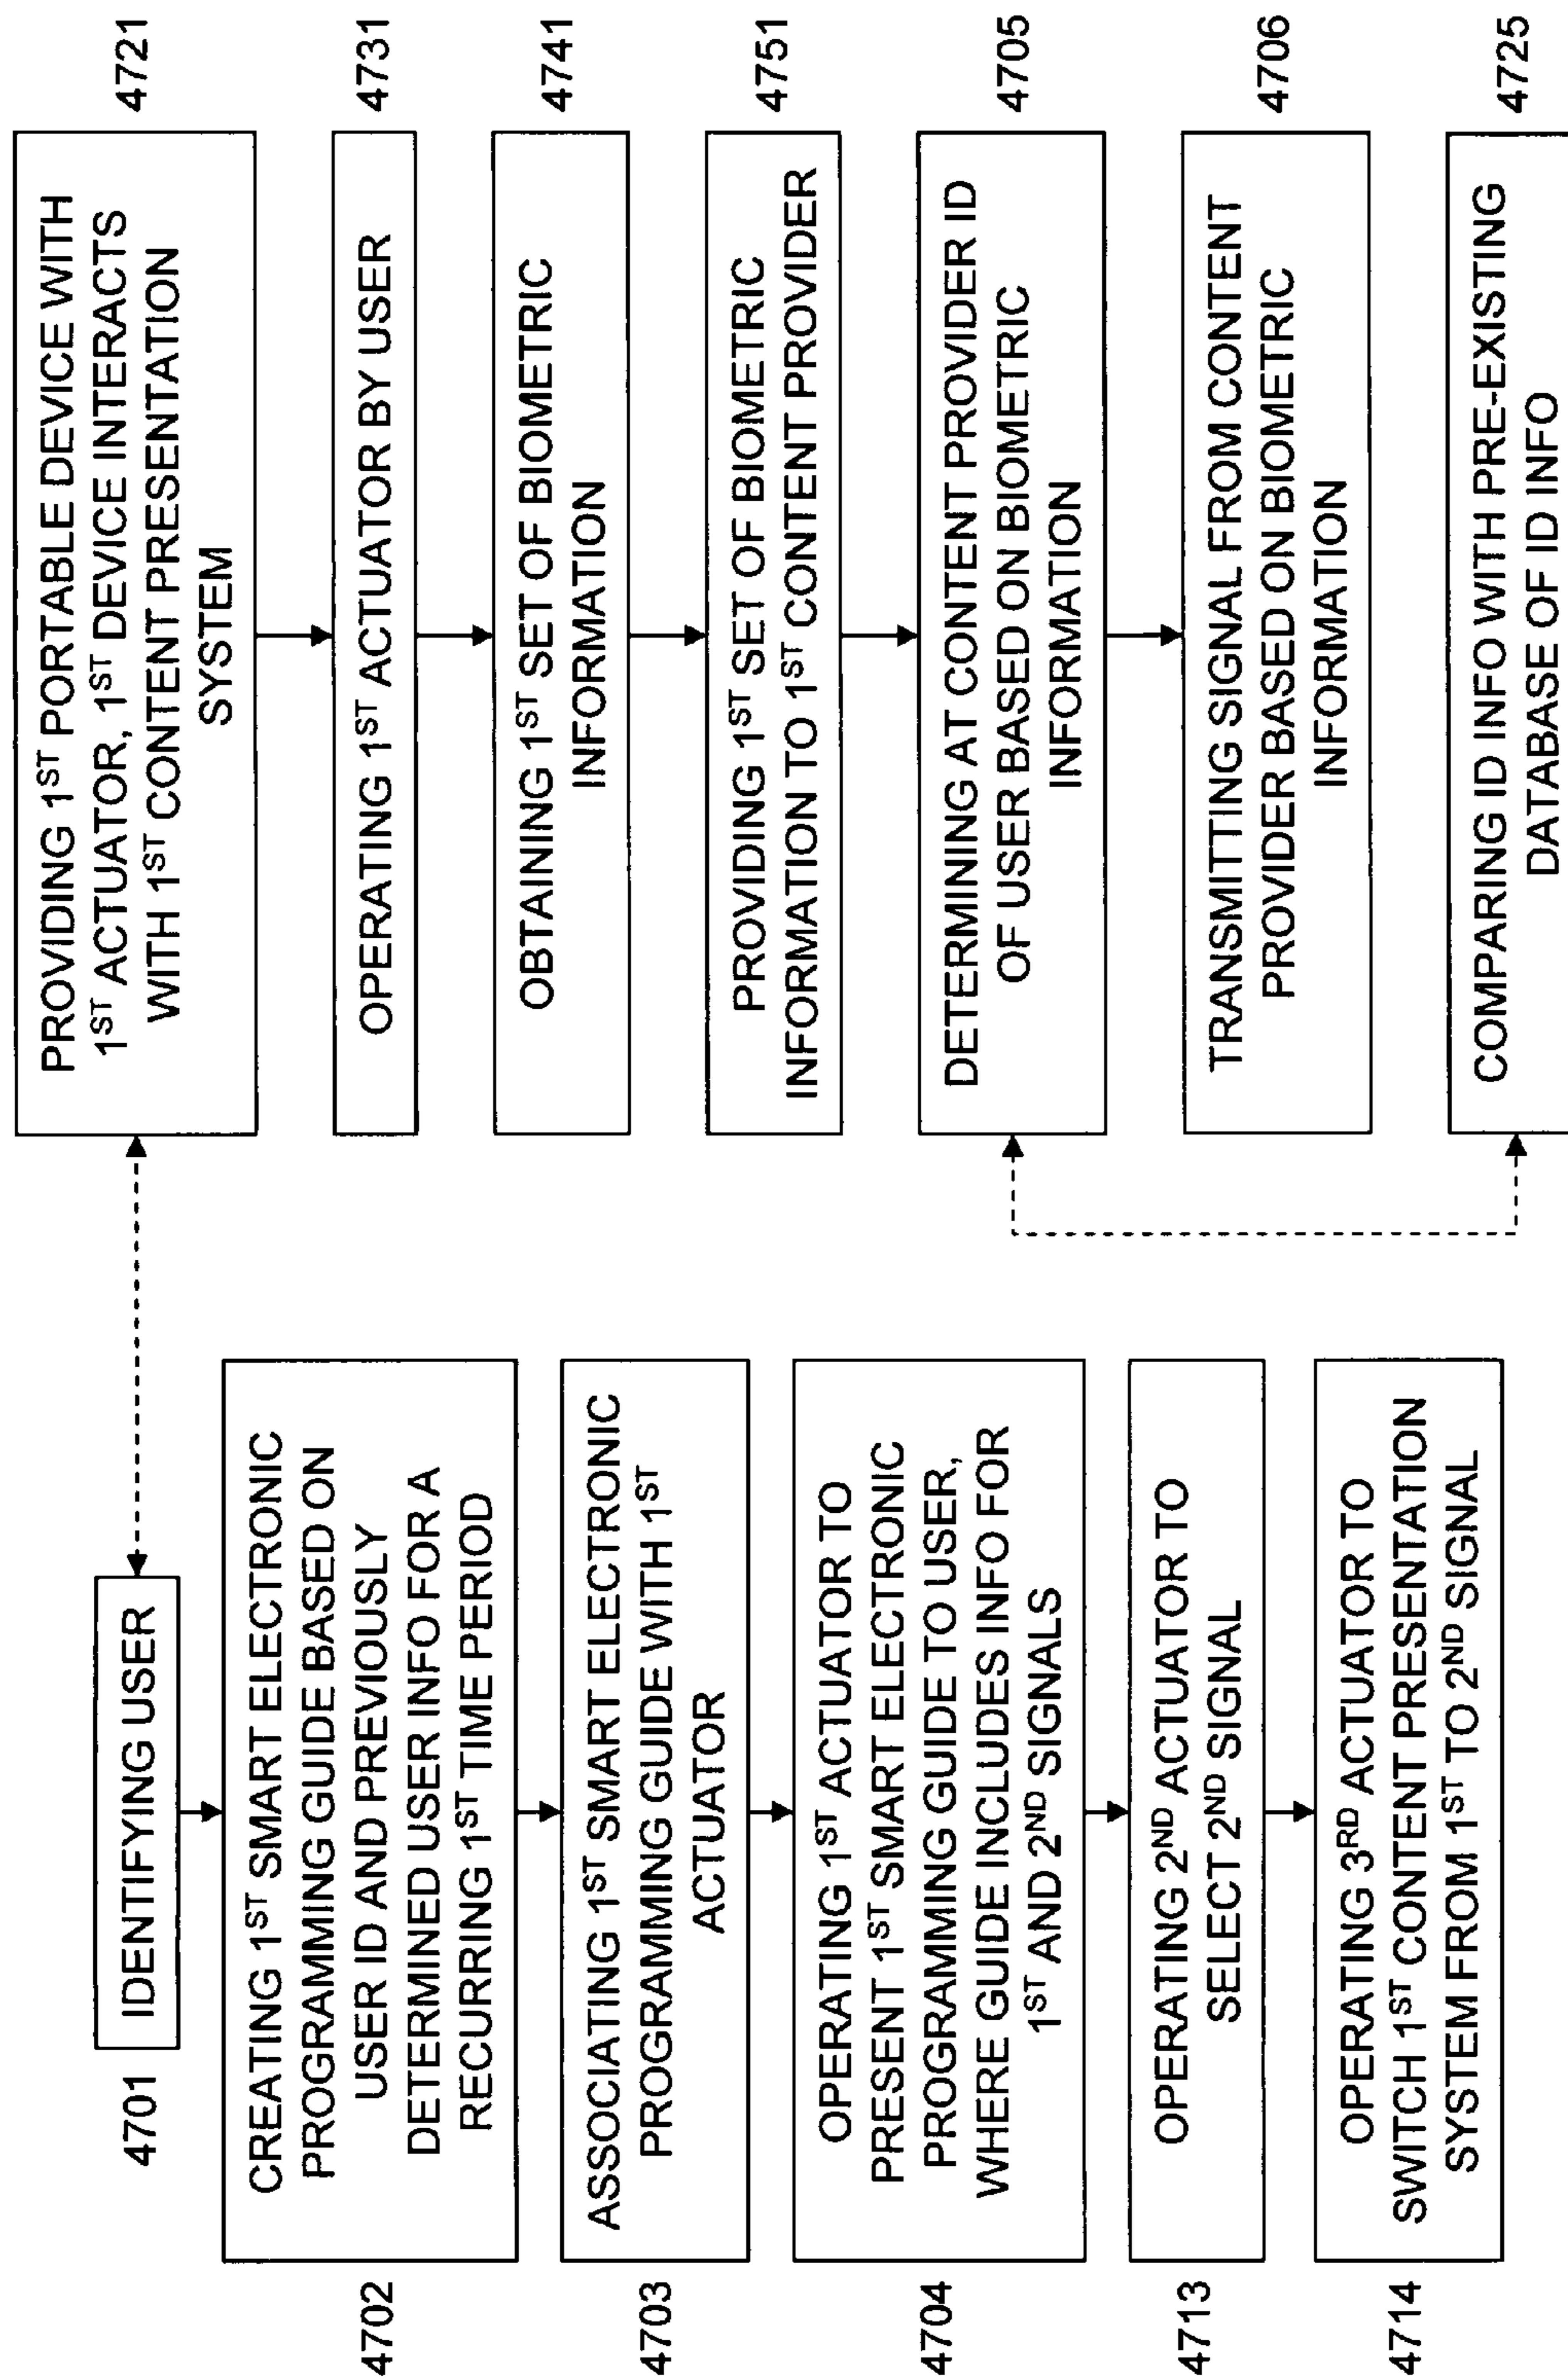 4701 IDENTIFYING USER
4702
CREATING 1ST SMART ELECTRONIC
PROGRAMMING GUIDE BASED ON
USER ID AND PREVIOUSLY
DETERMINED USER INFO FOR A
RECURRING 1ST TIME PERIOD
4703
ASSOCIATING 1ST SMART ELECTRONIC
PROGRAMMING GUIDE WITH 1ST
ACTUATOR
4704
OPERATING 1ST ACTUATOR TO
PRESENT 1ST SMART ELECTRONIC
PROGRAMMING GUIDE TO USER,
WHERE GUIDE INCLUDES INFO FOR
1ST AND 2ND SIGNALS
4713
OPERATING 2ND ACTUATOR TO
SELECT 2ND SIGNAL
4714
OPERATING 3RD ACTUATOR TO
SWITCH 1ST CONTENT PRESENTATION
SYSTEM FROM 1ST TO 2ND SIGNAL
PROVIDING 1ST PORTABLE DEVICE WITH
1ST ACTUATOR, 1ST DEVICE INTERACTS
WITH 1ST CONTENT PRESENTATION
SYSTEM
4721
OPERATING 1ST ACTUATOR BY USER
4731
OBTAINING 1ST SET OF BIOMETRIC
INFORMATION
4741
PROVIDING 1ST SET OF BIOMETRIC
INFORMATION TO 1ST CONTENT PROVIDER
4751
DETERMINING AT CONTENT PROVIDER ID
OF USER BASED ON BIOMETRIC
INFORMATION
4705
TRANSMITTING SIGNAL FROM CONTENT
PROVIDER BASED ON BIOMETRIC
INFORMATION
4706
COMPARING ID INFO WITH PRE-EXISTING
DATABASE OF ID INFO
4725